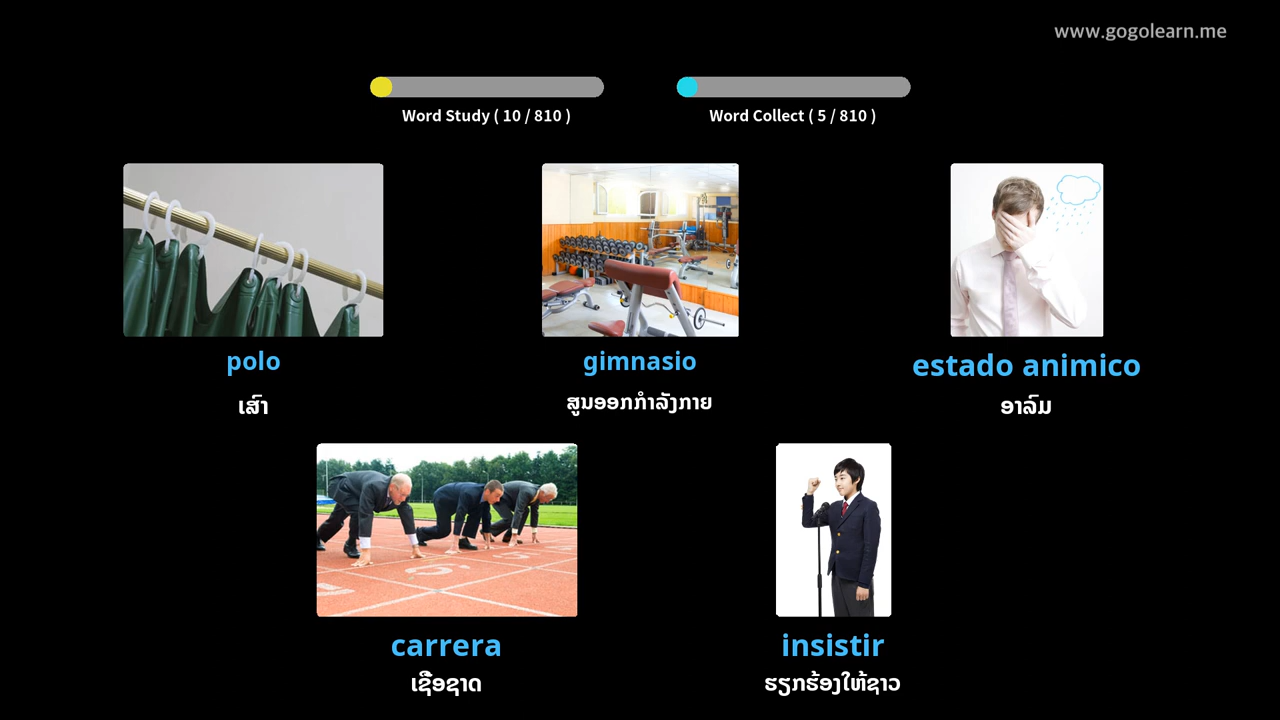 www.gogolearn.me
Word Study ( 10 / 810 )
Word Collect ( 5 / 810 )
polo
ເສົາ
gimnasio
ສູນອອກກຳລັງກາຍ
estado animico
ອາລົມ
carrera
ເຊື້ອຊາດ
insistir
ຮຽກຮ້ອງໃຫ້ຊາວ